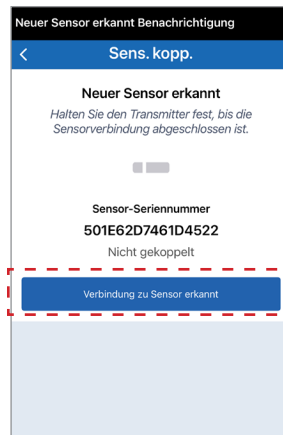 Neuer Sensor erkannt Benachrichtigung
Sens. kopp.
Neuer Sensor erkannt
Halten Sie den Transmitter fest, bis die
Sensorverbindung abgeschlossen ist.
Sensor-Seriennummer
501E62D7461D4522
Nicht gekoppelt
Verbindung zu Sensor erkannt